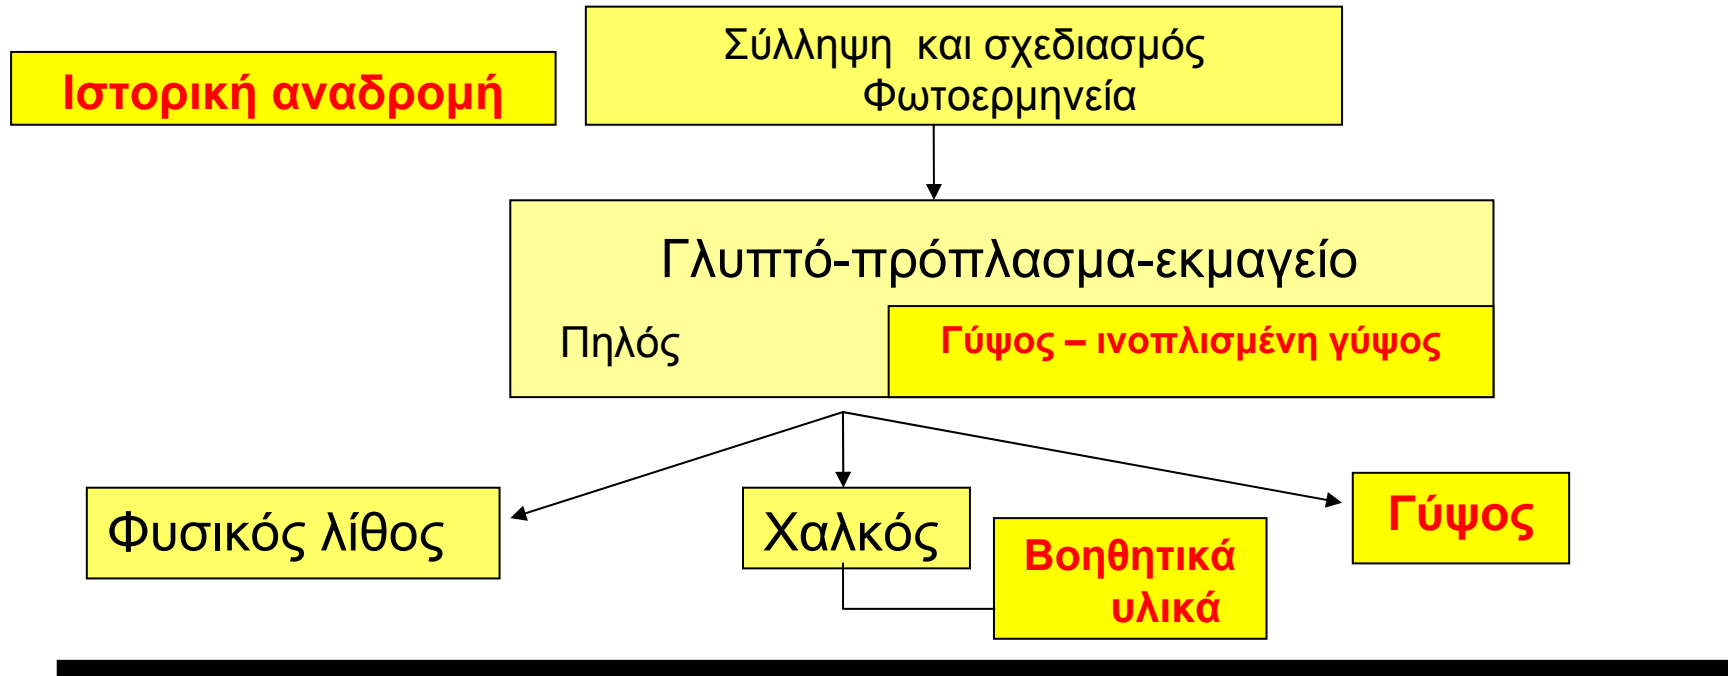 Ιστορική αναδρομή
Σύλληψη και σχεδιασμός
Φωτοερμηνεία
Γλυπτό-πρόπλασμα-εκμαγείο
Πηλός
Γύψος – ινοπλισμένη γύψος
Φυσικός λίθος
Χαλκός
Βοηθητικά
υλικά
Γύψος